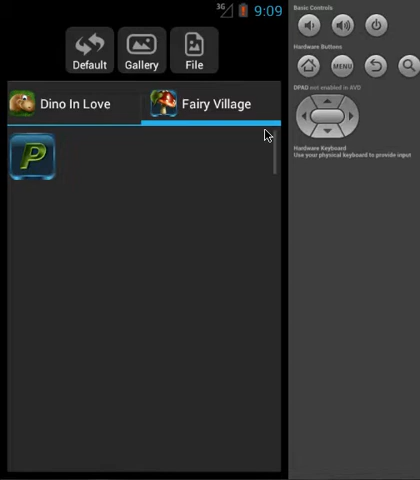 3G
9:09
Default
Gallery
File
Dino In Love
Fairy Village
P
Basic Controls
Hardware Buttons
MENU
DPAD not enabled in AVD
Hardware Keyboard
Use your physical keyboard to provide input